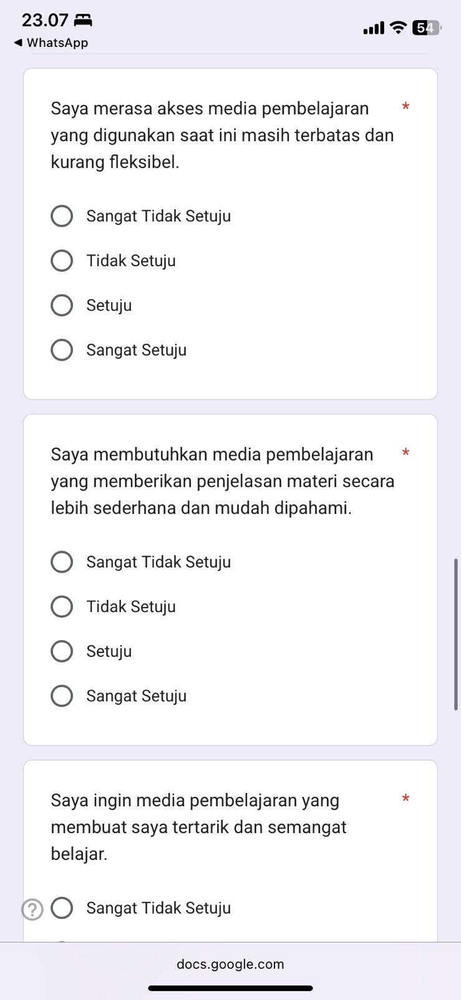 23.07
54
◀ WhatsApp
Saya merasa akses media pembelajaran *
yang digunakan saat ini masih terbatas dan
kurang fleksibel.
Sangat Tidak Setuju
Tidak Setuju
Setuju
Sangat Setuju
Saya membutuhkan media pembelajaran *
yang memberikan penjelasan materi secara
lebih sederhana dan mudah dipahami.
Sangat Tidak Setuju
Tidak Setuju
Setuju
Sangat Setuju
Saya ingin media pembelajaran yang *
membuat saya tertarik dan semangat
belajar.
? Sangat Tidak Setuju
docs.google.com